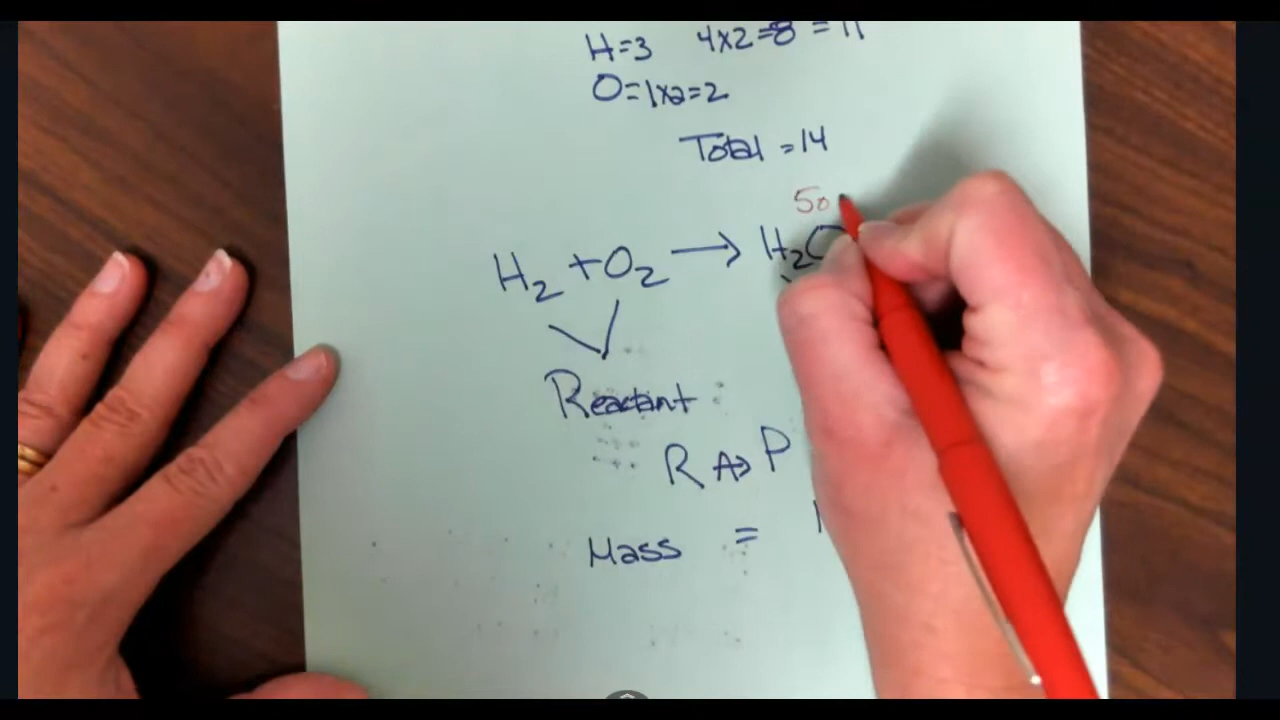 H=3 4x2=8 = 11
O=1x2=2
Total = 14
50
H₂ + O₂ → H₂O
Reactant
R A→ P
Mass =